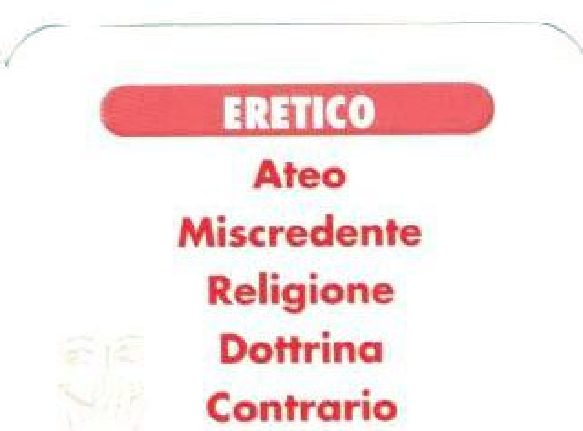 ERETICO
Ateo
Miscredente
Religione
Dottrina
Contrario